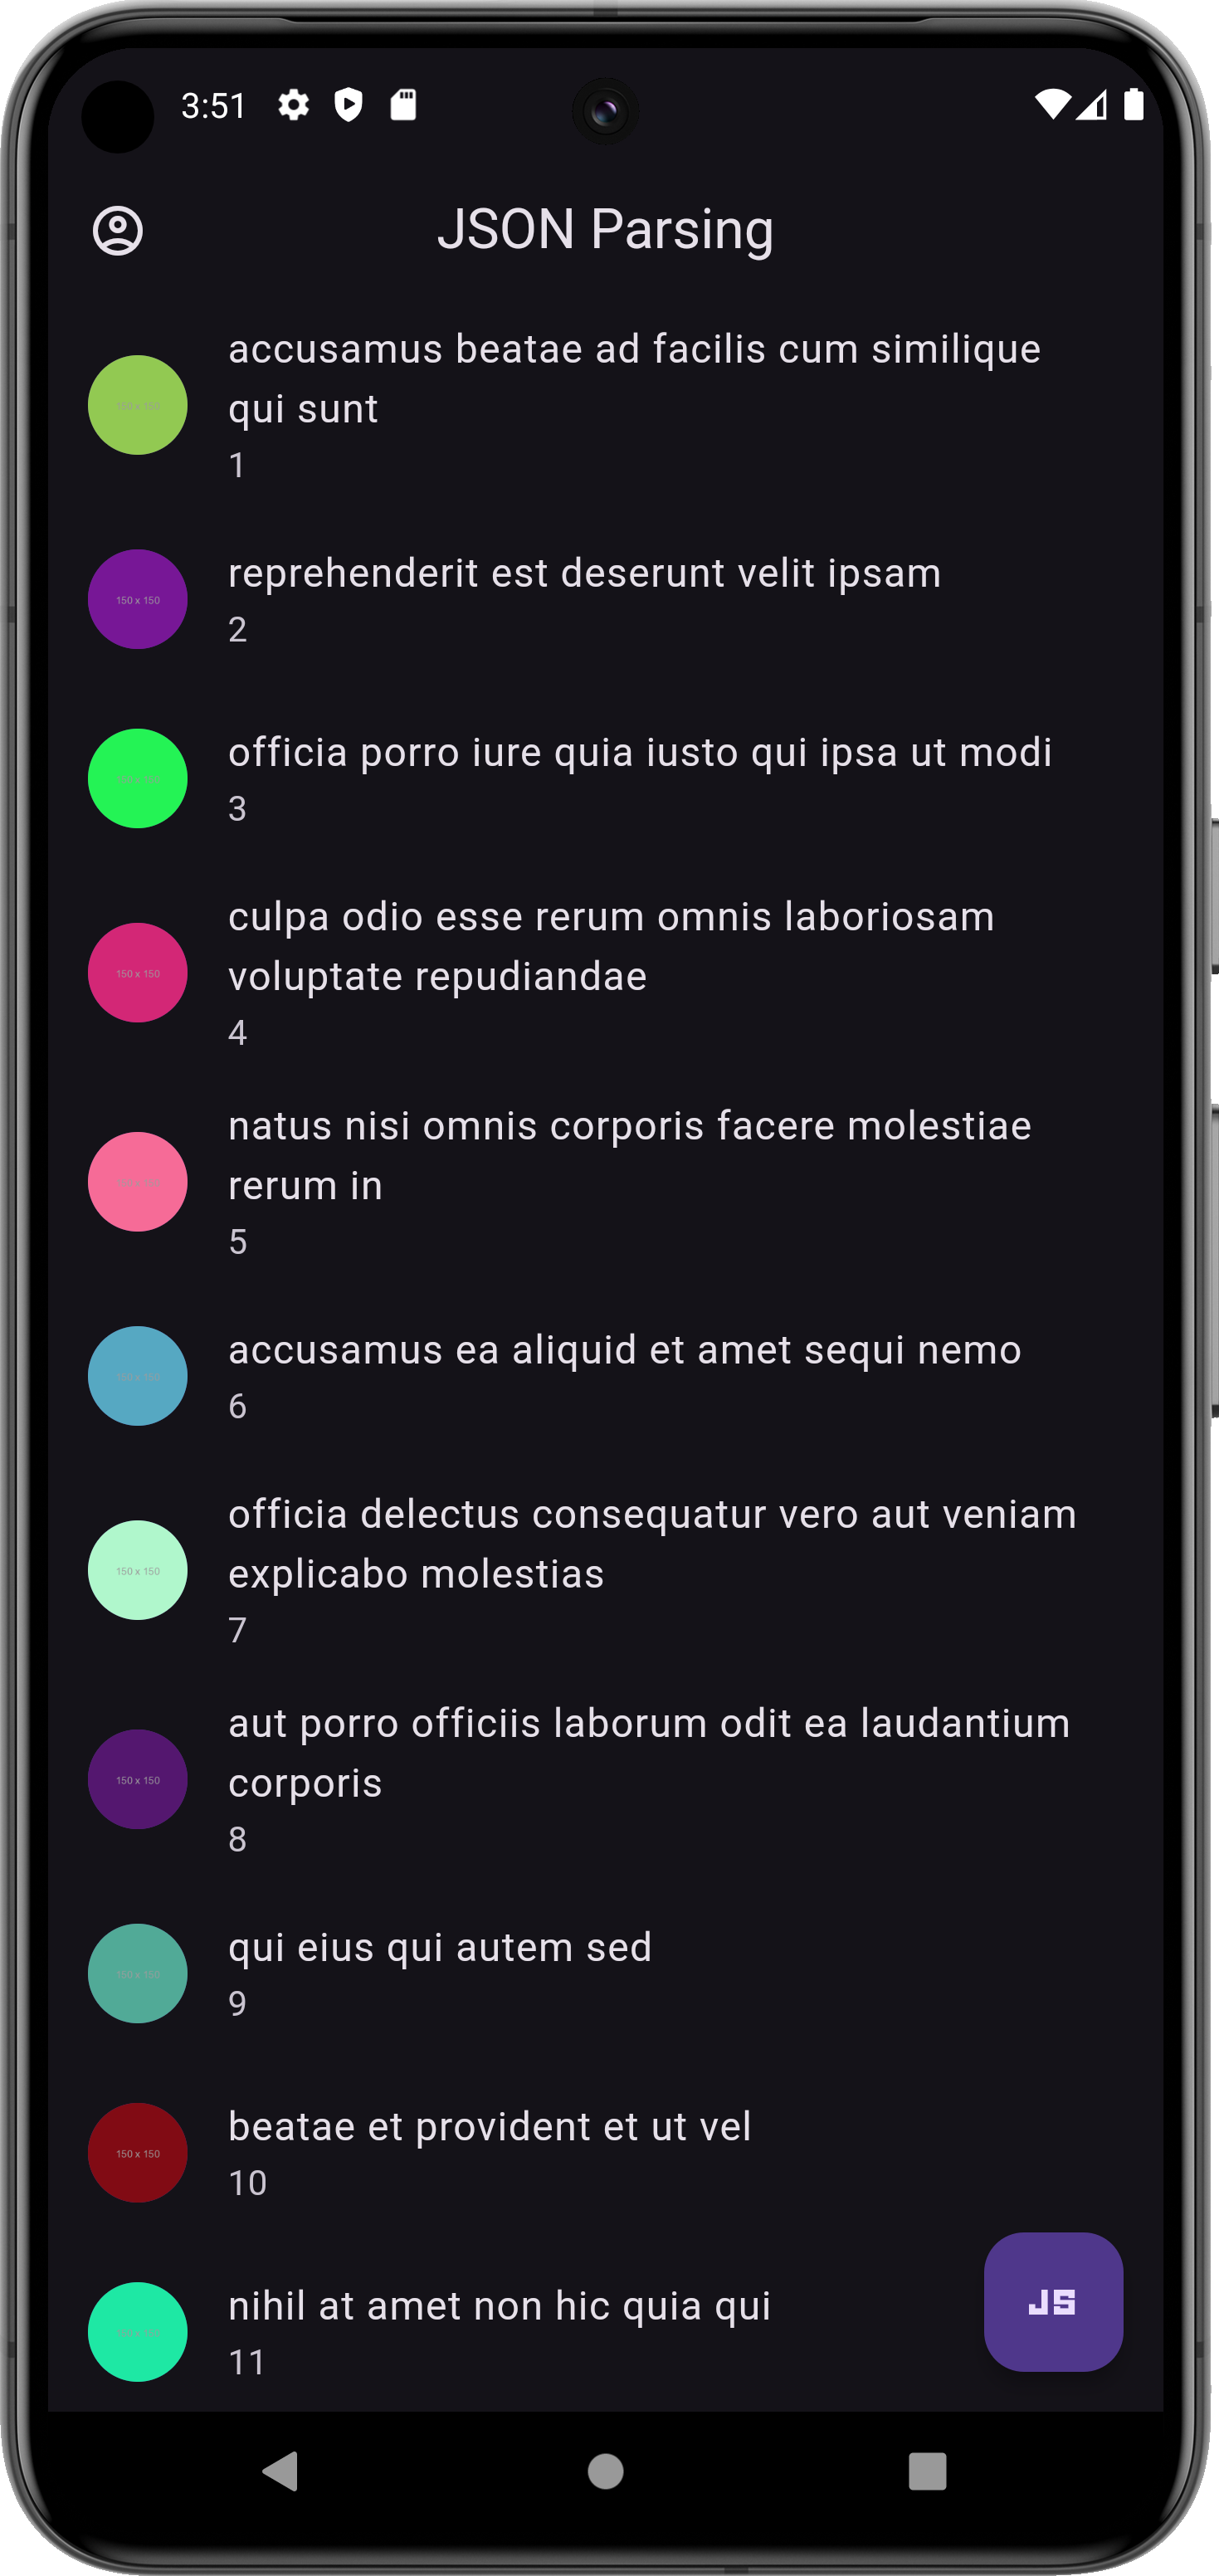 3:51
JSON Parsing
accusamus beatae ad facilis cum similique
qui sunt
1
150 x 150
reprehenderit est deserunt velit ipsam
2
150 x 150
officia porro iure quia iusto qui ipsa ut modi
3
150 x 150
culpa odio esse rerum omnis laboriosam
voluptate repudiandae
4
150 x 150
natus nisi omnis corporis facere molestiae
rerum in
5
150 x 150
accusamus ea aliquid et amet sequi nemo
6
150 x 150
officia delectus consequatur vero aut veniam
explicabo molestias
7
150 x 150
aut porro officiis laborum odit ea laudantium
corporis
8
150 x 150
qui eius qui autem sed
9
150 x 150
beatae et provident et ut vel
10
150 x 150
nihil at amet non hic quia qui
11
150 x 150
JS